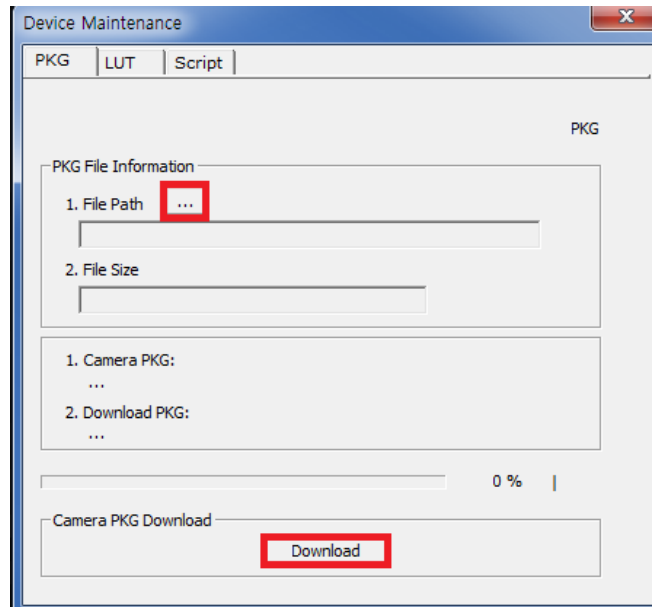 Device Maintenance
PKG LUT Script
PKG
PKG File Information
1. File Path ...
2. File Size
1. Camera PKG:
...
2. Download PKG:
...
0 %
Camera PKG Download
Download